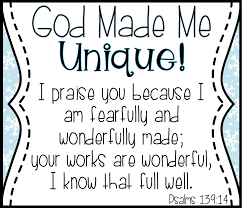 God Made Me
Unique!
I praise you because I
am fearfully and
wonderfully made;
your works are wonderful,
I know that full well.
Psalms 139:14